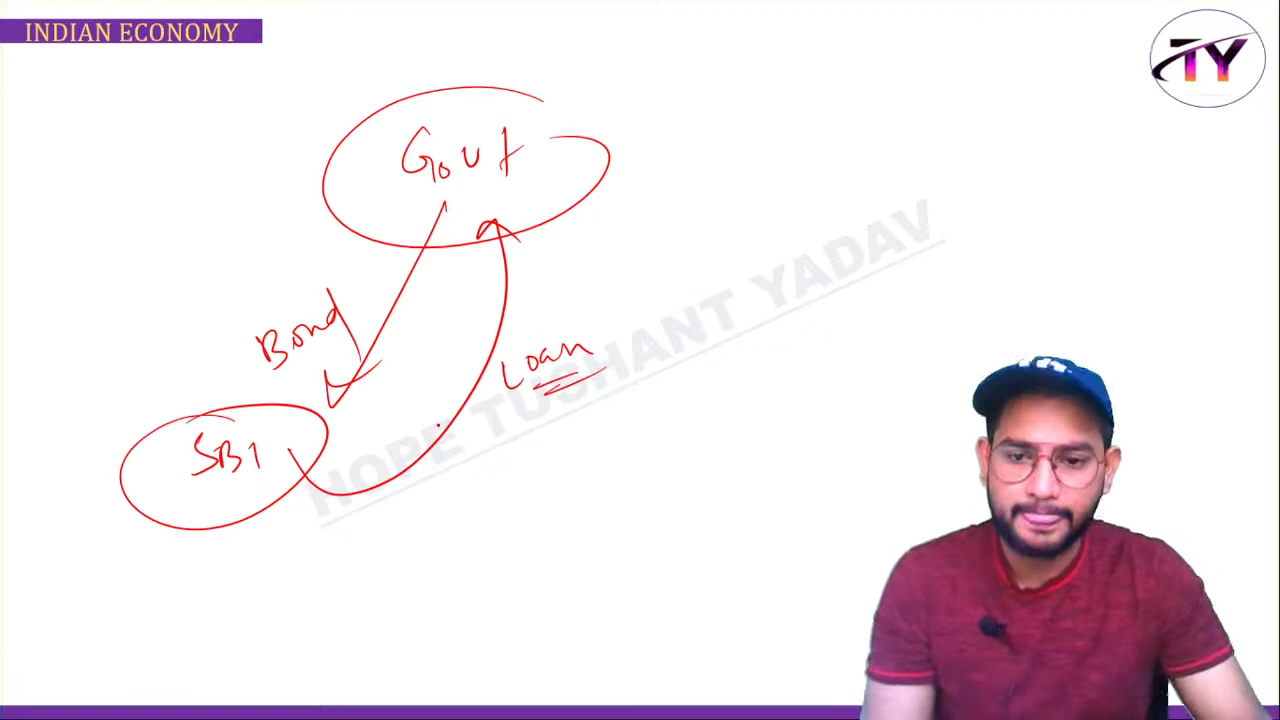 INDIAN ECONOMY
TY
Govt
Bond
Loan
SBI
HOPE TUSHANT YADAV